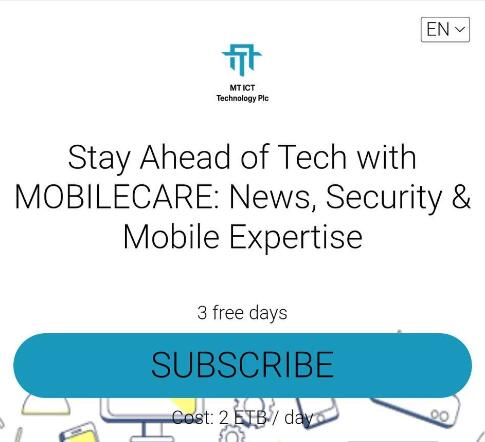 EN
MT ICT
Technology Plc
Stay Ahead of Tech with
MOBILECARE: News, Security &
Mobile Expertise
3 free days
SUBSCRIBE
Cost: 2 ETB / day